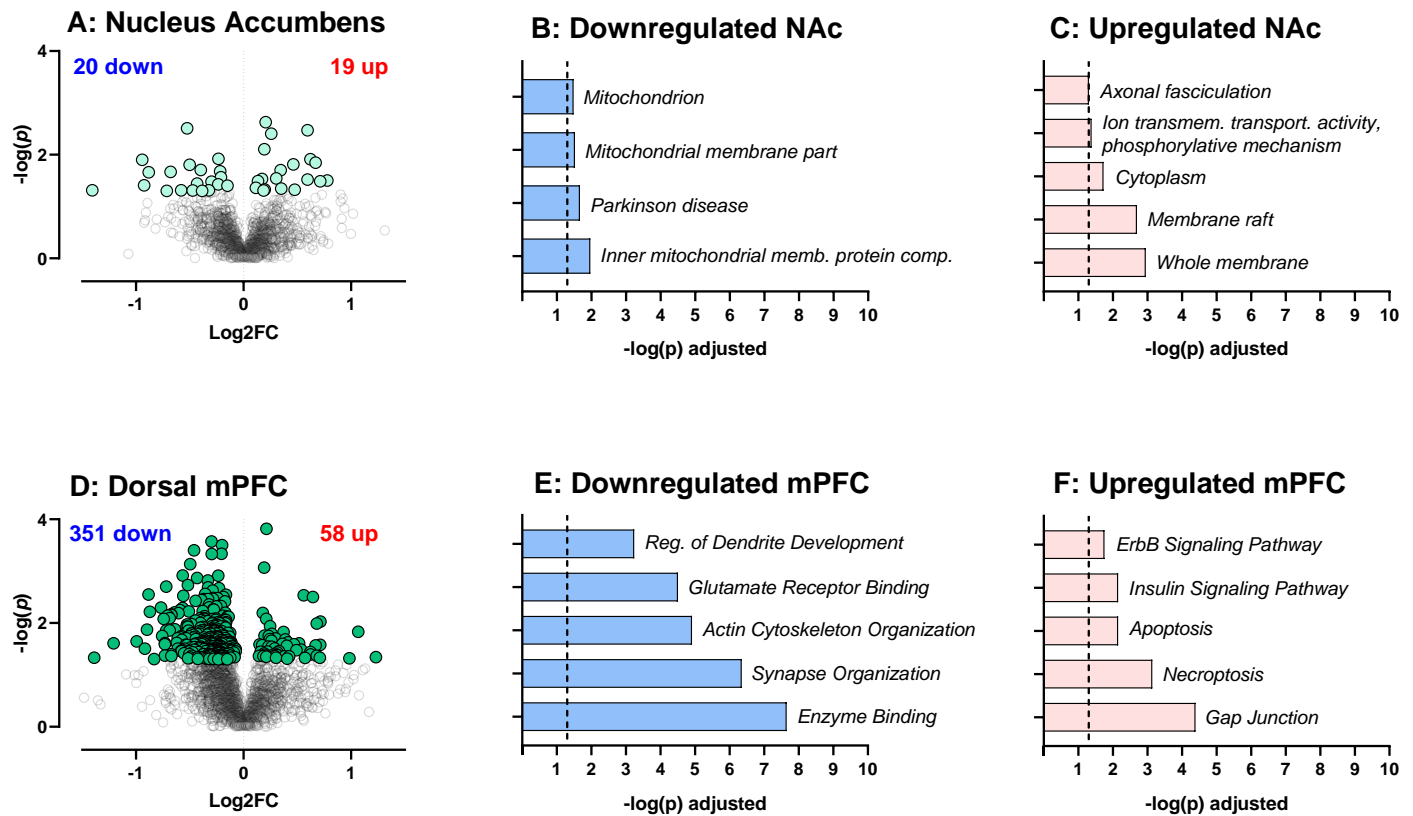 A: Nucleus Accumbens
20 down
19 up
4
2
0
-log(p)
-1
0
1
Log2FC
B: Downregulated NAc
Mitochondrion
Mitochondrial membrane part
Parkinson disease
Inner mitochondrial memb. protein comp.
1 2 3 4 5 6 7 8 9 10
-log(p) adjusted
C: Upregulated NAc
Axonal fasciculation
Ion transmem. transport. activity,
phosphorylative mechanism
Cytoplasm
Membrane raft
Whole membrane
1 2 3 4 5 6 7 8 9 10
-log(p) adjusted
D: Dorsal mPFC
351 down
58 up
4
2
0
-log(p)
-1
0
1
Log2FC
E: Downregulated mPFC
Reg. of Dendrite Development
Glutamate Receptor Binding
Actin Cytoskeleton Organization
Synapse Organization
Enzyme Binding
1 2 3 4 5 6 7 8 9 10
-log(p) adjusted
F: Upregulated mPFC
ErbB Signaling Pathway
Insulin Signaling Pathway
Apoptosis
Necroptosis
Gap Junction
1 2 3 4 5 6 7 8 9 10
-log(p) adjusted